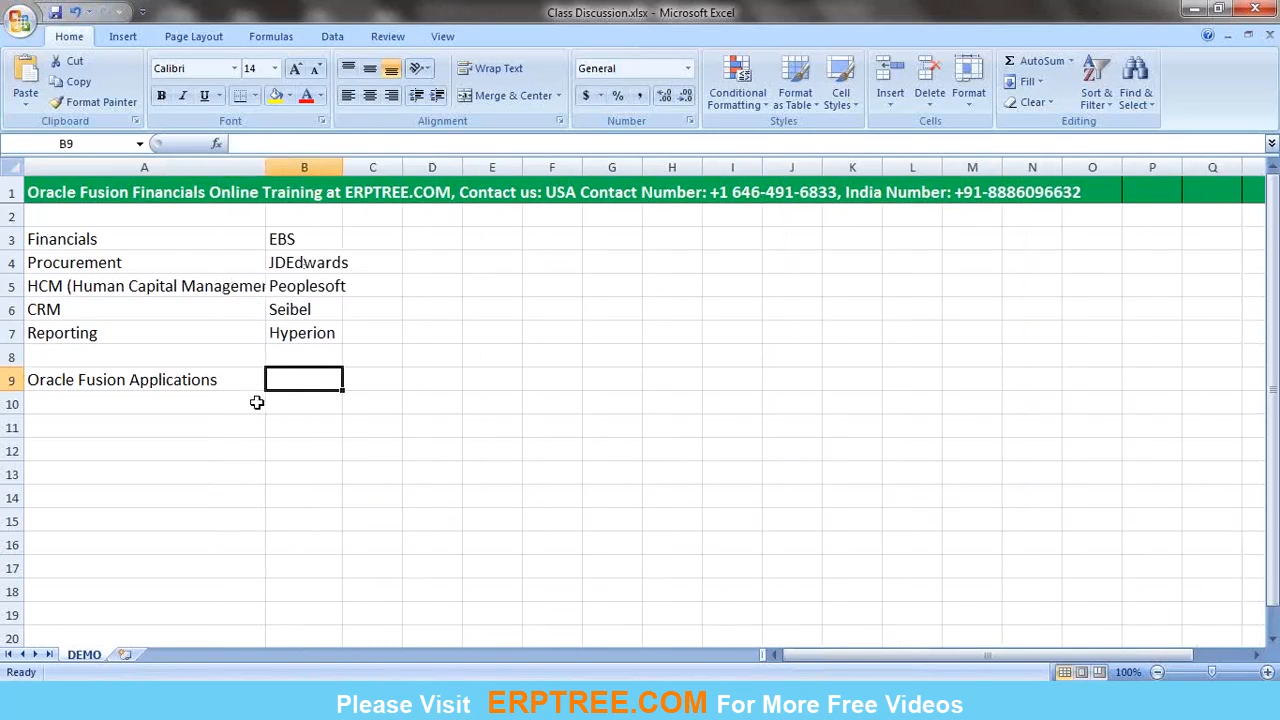 Class Discussion.xlsx - Microsoft Excel
Home Insert Page Layout Formulas Data Review View
Paste Cut Copy Format Painter Clipboard
Calibri 14 A A B I U A Font
Wrap Text Merge & Center Alignment
General $ % , .0 .00 .00 .0 Number
Conditional Formatting Format as Table Cell Styles Styles
Insert Delete Format Cells
Σ AutoSum Fill Clear Sort & Filter Find & Select Editing
B9 fx
A B C D E F G H I J K L M N O P Q
1 Oracle Fusion Financials Online Training at ERPTREE.COM, Contact us: USA Contact Number: +1 646-491-6833, India Number: +91-8886096632
2
3 Financials EBS
4 Procurement JDEdwards
5 HCM (Human Capital Managemer Peoplesoft
6 CRM Seibel
7 Reporting Hyperion
8
9 Oracle Fusion Applications
10
11
12
13
14
15
16
17
18
19
20
DEMO
Ready 100%
Please Visit ERPTREE.COM For More Free Videos